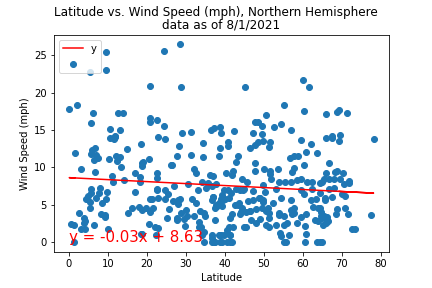 Latitude vs. Wind Speed (mph), Northern Hemisphere
data as of 8/1/2021
y
Wind Speed (mph)
25
20
15
10
5
0
y = -0.03x + 8.63
0 10 20 30 40 50 60 70 80
Latitude